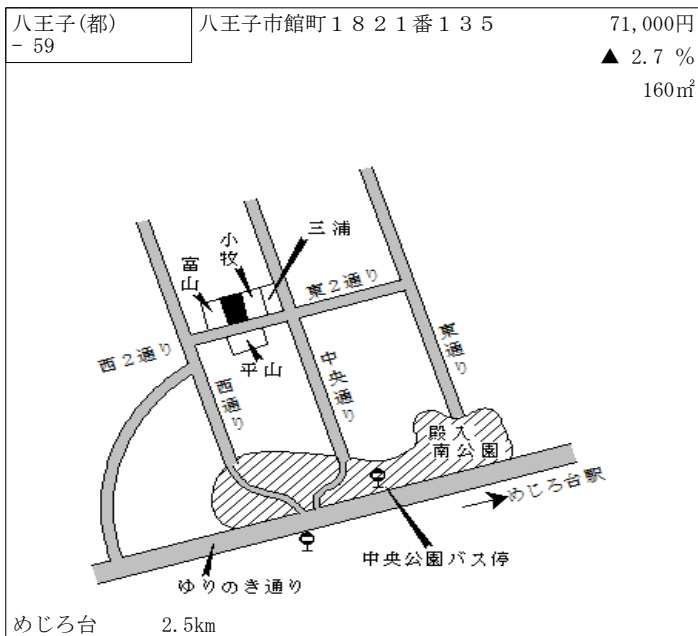 八王子(都)
- 59
八王子市館町１８２１番１３５
71,000円
▲ 2.7 %
160㎡
三浦
小牧
富山
東２通り
西２通り
平山
西通り
中央通り
東通り
殿入
南公園
めじろ台駅
中央公園バス停
ゆりのき通り
めじろ台 2.5km